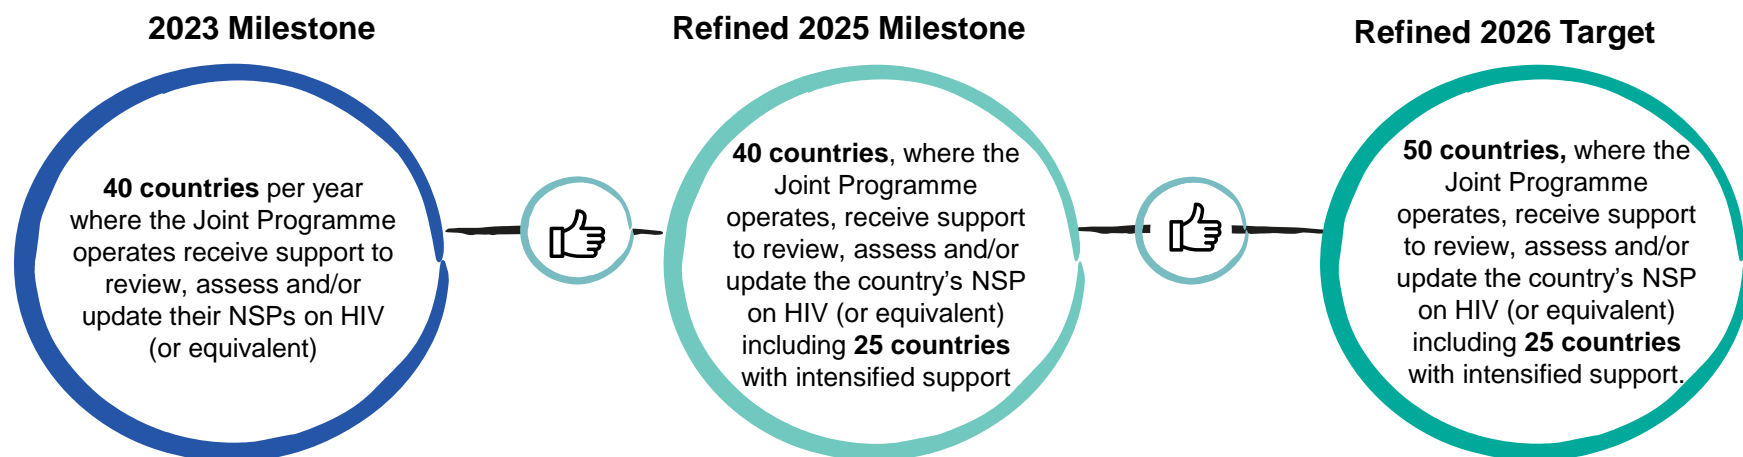 2023 Milestone
40 countries per year
where the Joint Programme
operates receive support to
review, assess and/or
update their NSPs on HIV
(or equivalent)
Refined 2025 Milestone
40 countries, where the
Joint Programme
operates, receive support
to review, assess and/or
update the country’s NSP
on HIV (or equivalent)
including 25 countries
with intensified support
Refined 2026 Target
50 countries, where the
Joint Programme
operates, receive support
to review, assess and/or
update the country’s NSP
on HIV (or equivalent)
including 25 countries
with intensified support.